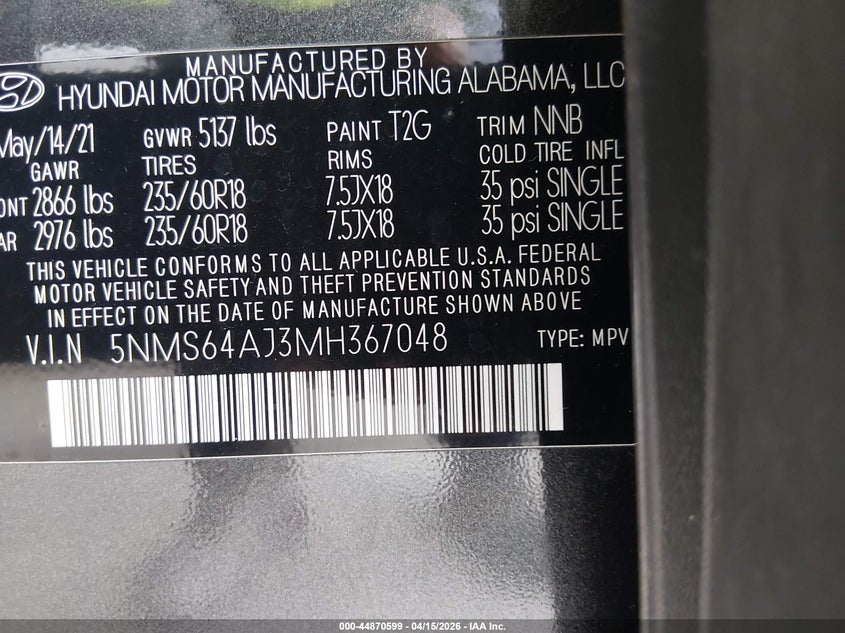 MANUFACTURED BY
HYUNDAI MOTOR MANUFACTURING ALABAMA, LLC
May/14/21 GVWR 5137 lbs PAINT T2G TRIM NNB
GAWR TIRES RIMS COLD TIRE INFL
ONT 2866 lbs 235/60R18 7.5JX18 35 psi SINGLE
AR 2976 lbs 235/60R18 7.5JX18 35 psi SINGLE
THIS VEHICLE CONFORMS TO ALL APPLICABLE U.S.A. FEDERAL
MOTOR VEHICLE SAFETY AND THEFT PREVENTION STANDARDS
IN EFFECT ON THE DATE OF MANUFACTURE SHOWN ABOVE
V.I.N 5NMS64AJ3MH367048 TYPE: MPV
000-44870599 - 04/15/2026 - IAA Inc.